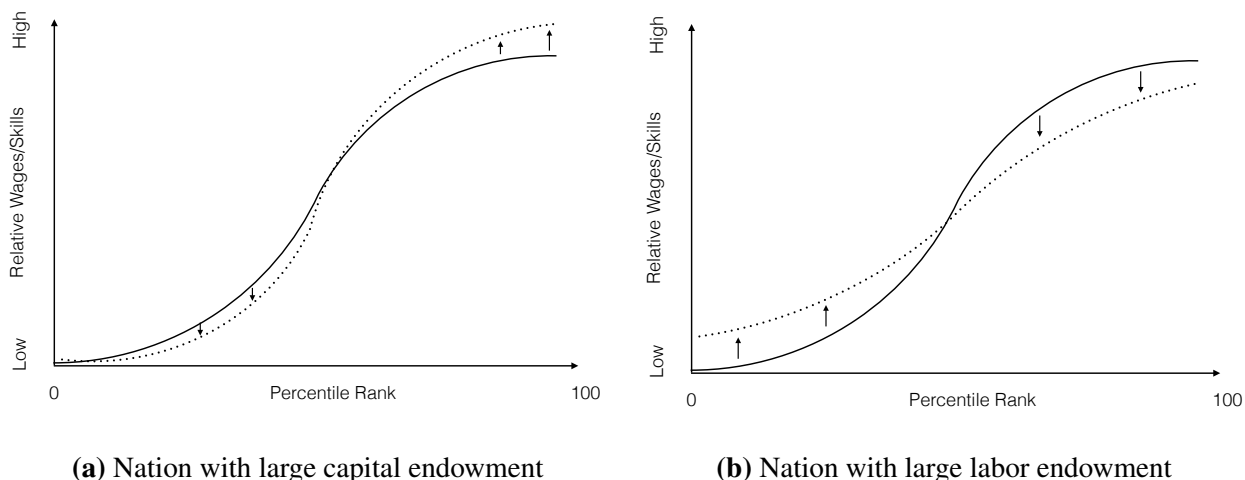 High
Relative Wages/Skills
Low
0
Percentile Rank
100
(a) Nation with large capital endowment
High
Relative Wages/Skills
Low
0
Percentile Rank
100
(b) Nation with large labor endowment